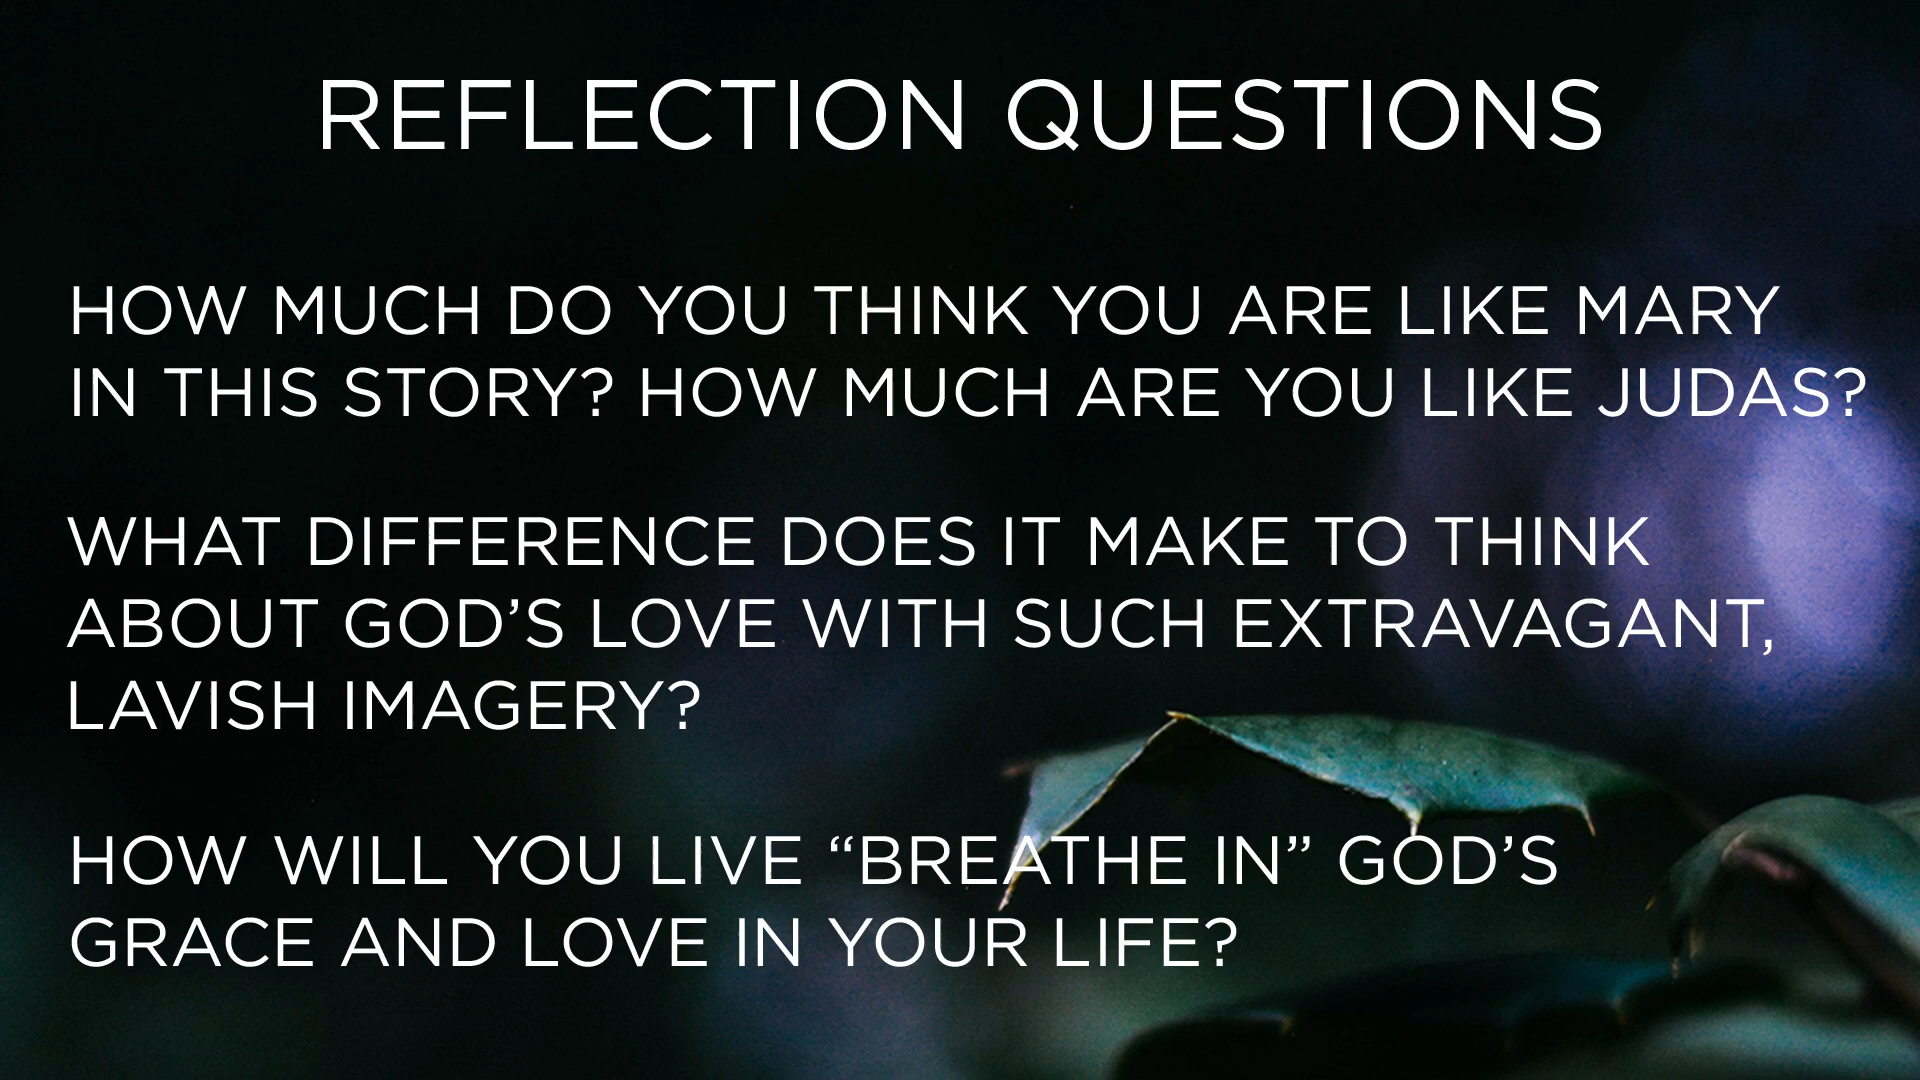 REFLECTION QUESTIONS
HOW MUCH DO YOU THINK YOU ARE LIKE MARY
IN THIS STORY? HOW MUCH ARE YOU LIKE JUDAS?
WHAT DIFFERENCE DOES IT MAKE TO THINK
ABOUT GOD’S LOVE WITH SUCH EXTRAVAGANT,
LAVISH IMAGERY?
HOW WILL YOU LIVE “BREATHE IN” GOD’S
GRACE AND LOVE IN YOUR LIFE?